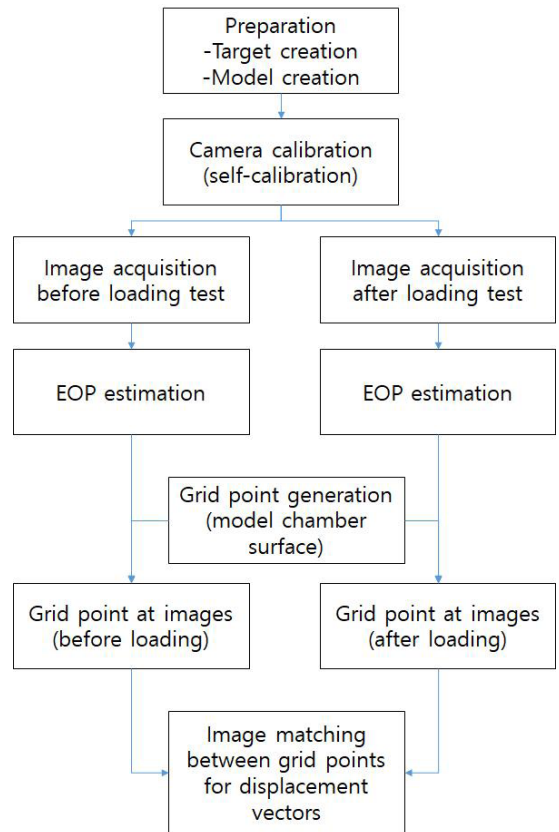 Preparation
-Target creation
-Model creation
Camera calibration
(self-calibration)
Image acquisition
before loading test
Image acquisition
after loading test
EOP estimation
EOP estimation
Grid point generation
(model chamber
surface)
Grid point at images
(before loading)
Grid point at images
(after loading)
Image matching
between grid points
for displacement
vectors